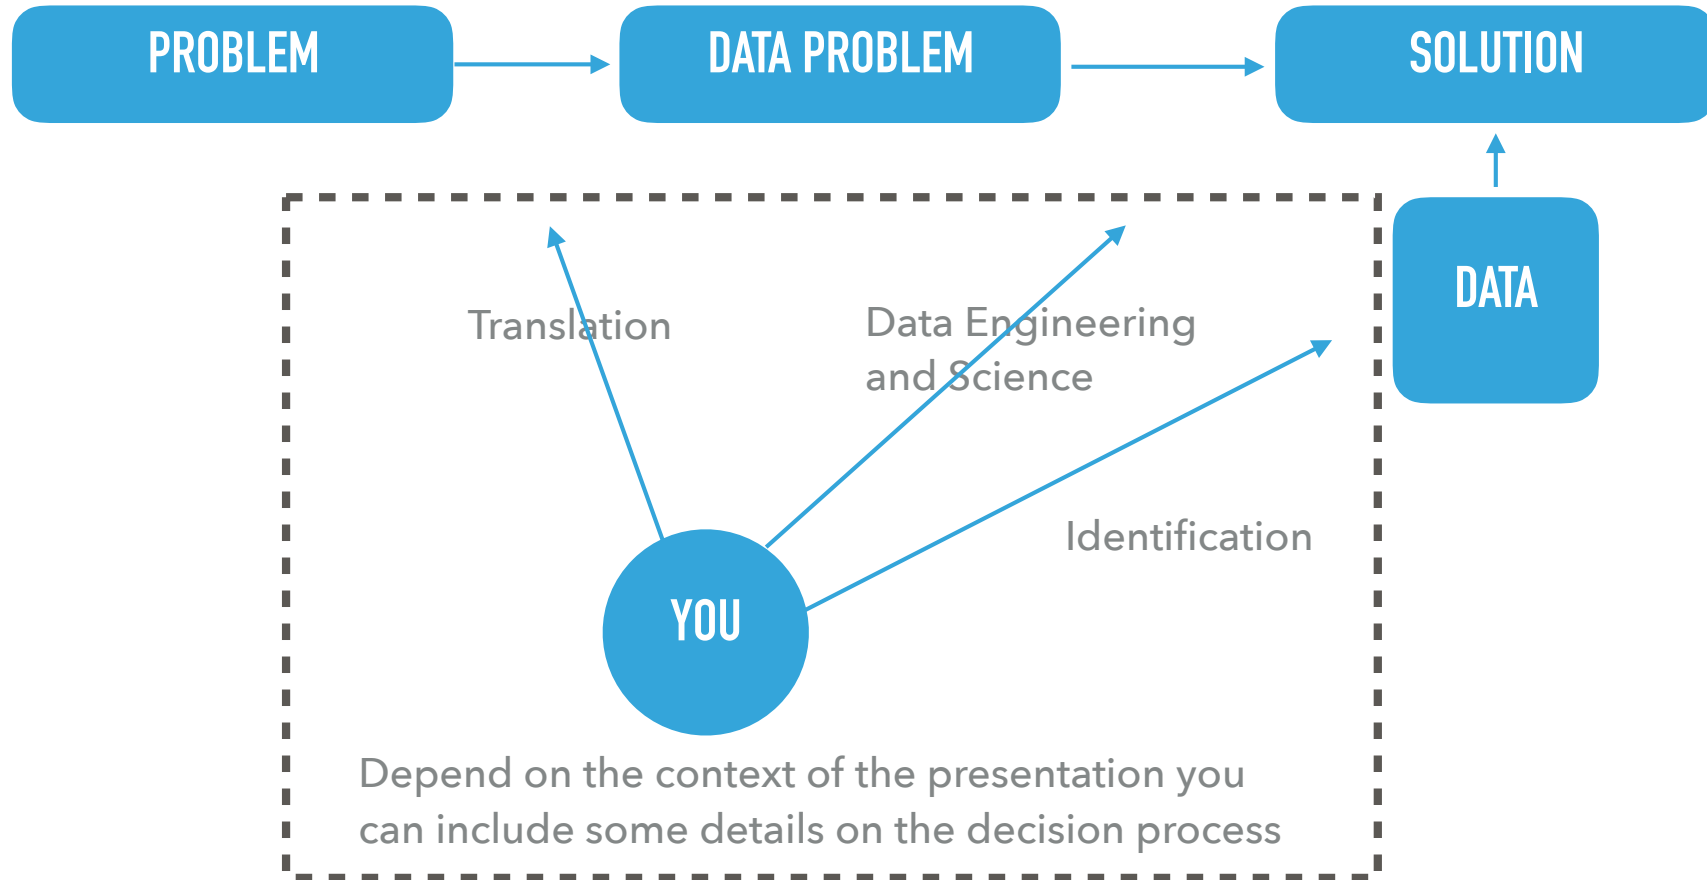 PROBLEM
DATA PROBLEM
SOLUTION
DATA
Translation
Data Engineering
and Science
Identification
YOU
Depend on the context of the presentation you
can include some details on the decision process